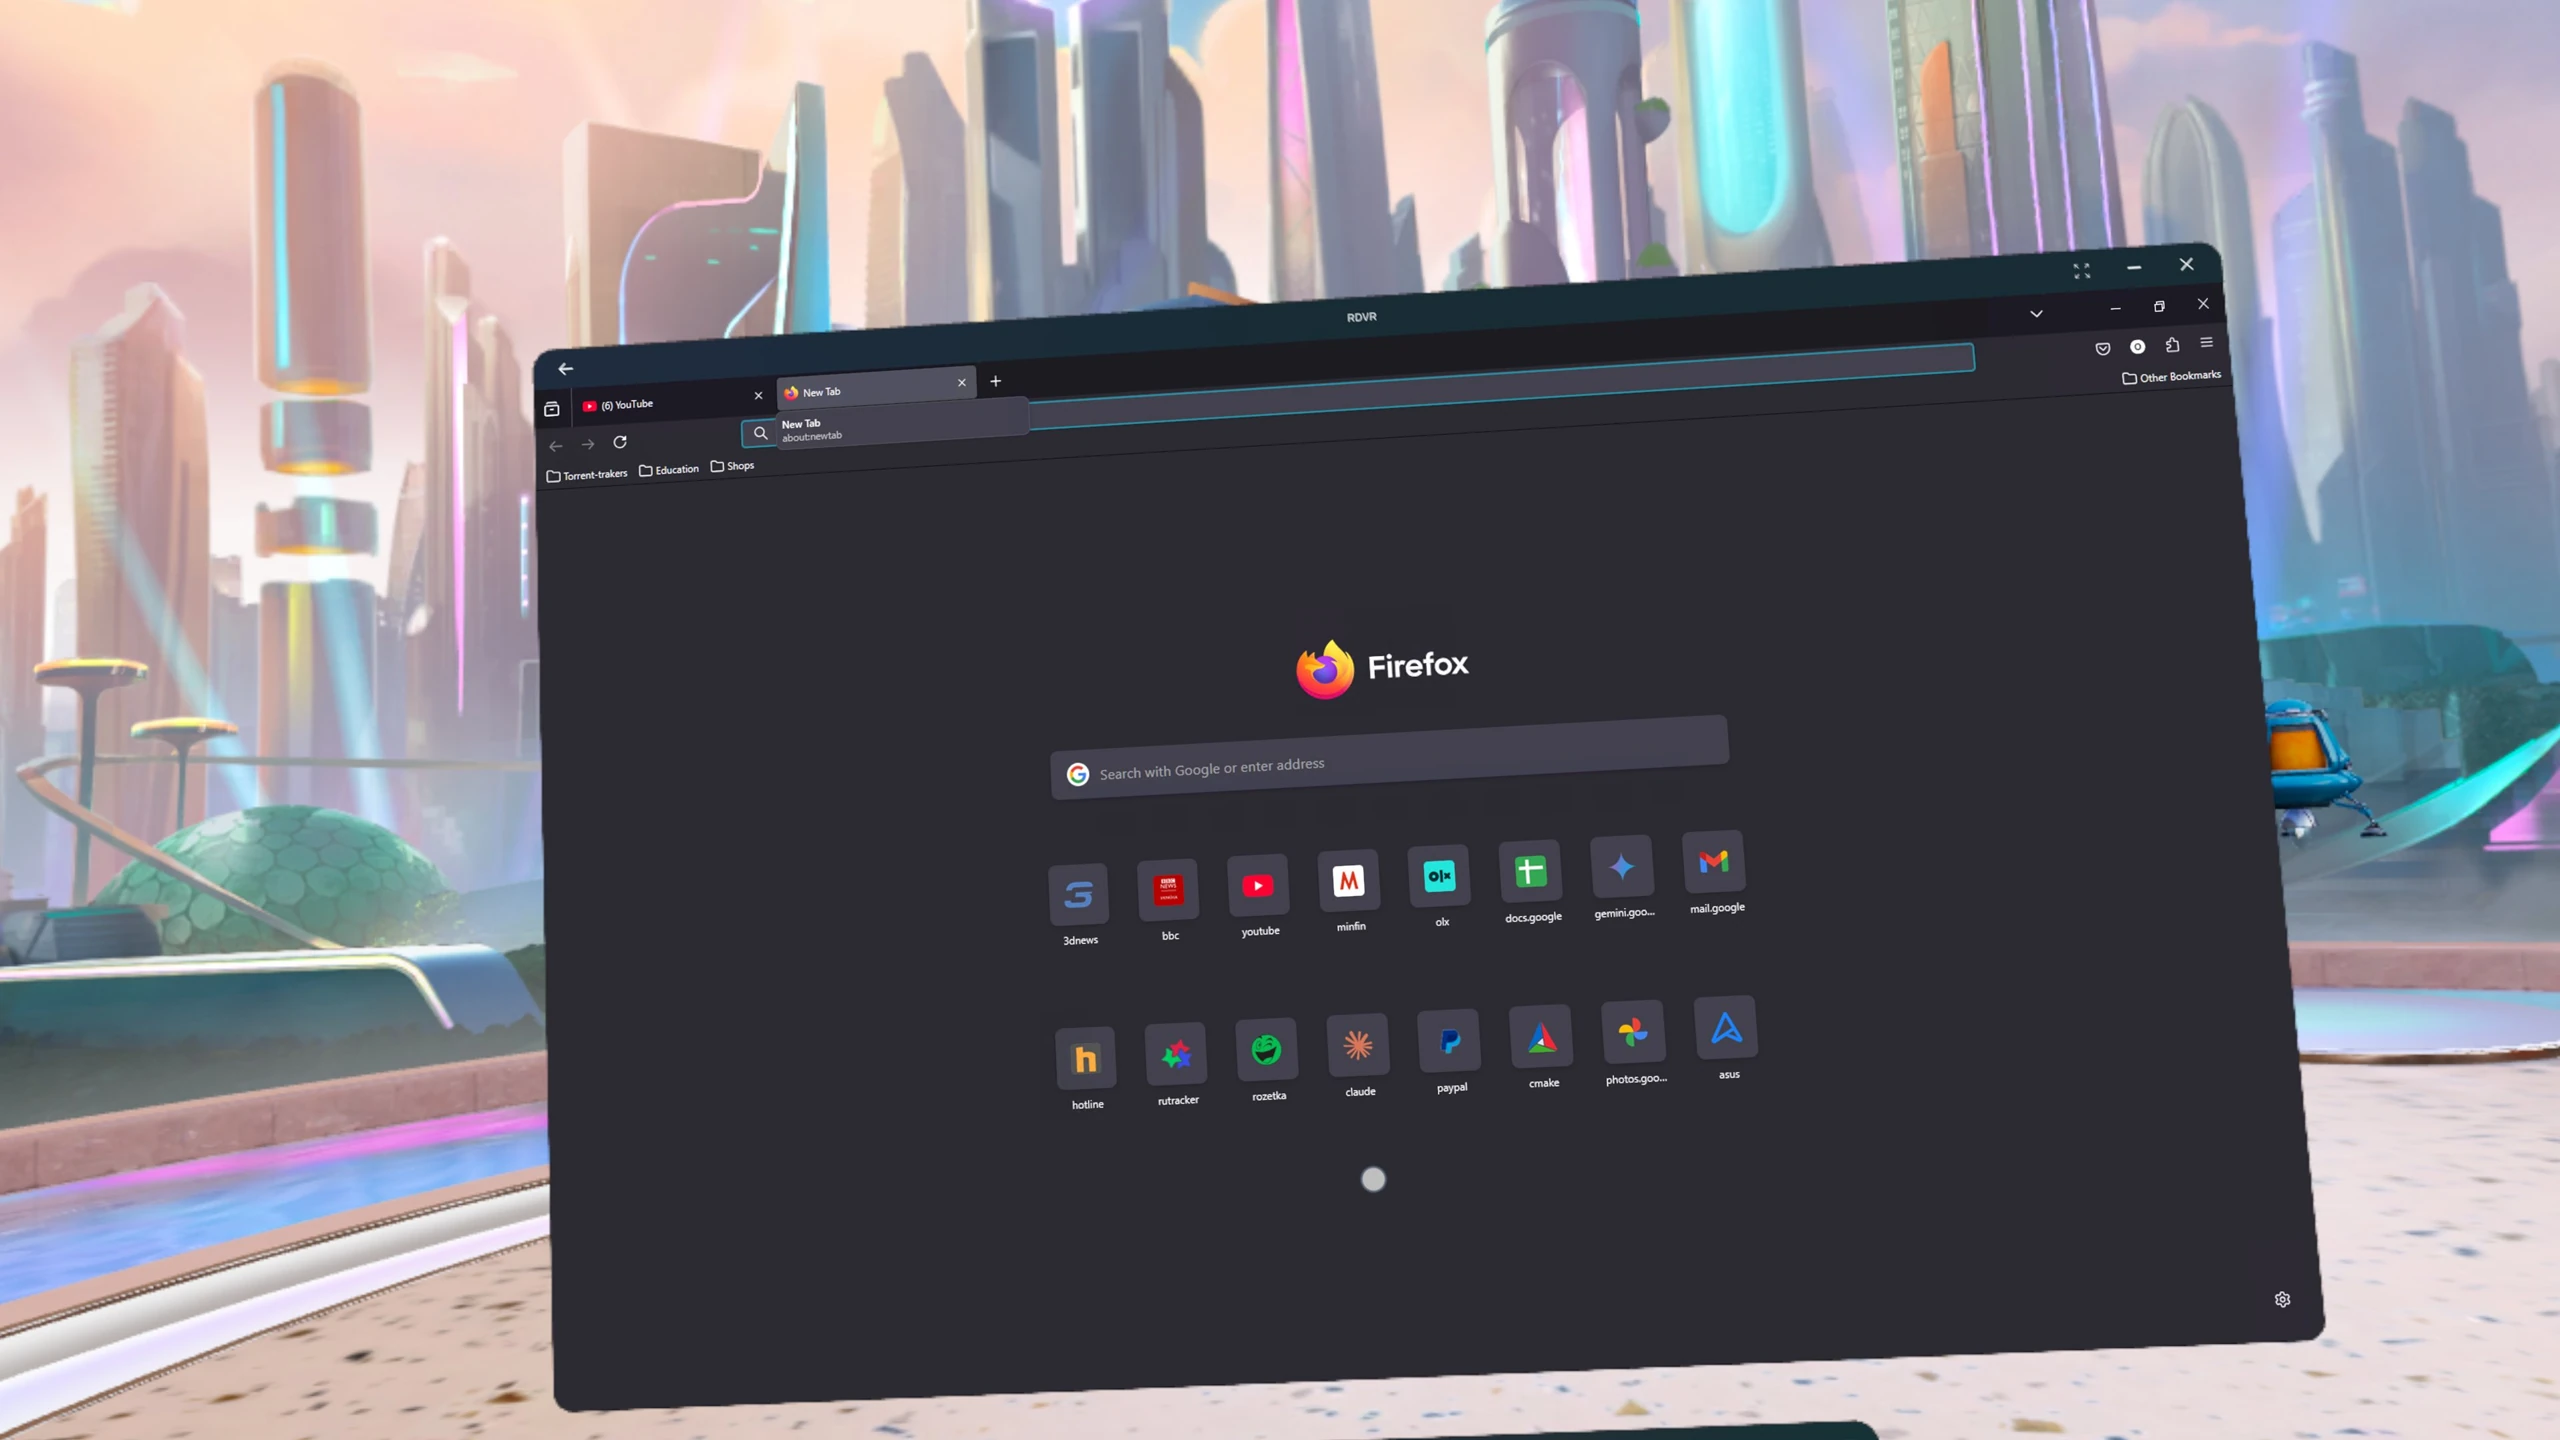 RDVR
(6) YouTube
New Tab
New Tab
about:newtab
Other Bookmarks
Torrent-trakers
Education
Shops
Firefox
Search with Google or enter address
3dnews
bbc
youtube
minfin
olx
docs.google
gemini.goo...
mail.google
hotline
rutracker
rozetka
claude
paypal
cmake
photos.goo...
asus